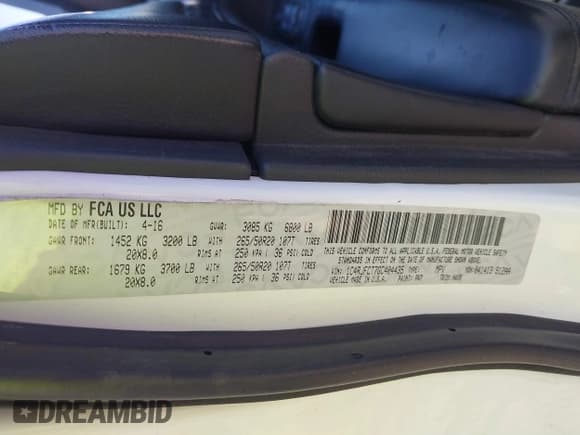 MFD BY FCA US LLC
DATE OF MFR(BUILT): 4-16 GVWR: 3085 KG 6800 LB
GAWR FRONT: 1452 KG 3200 LB WITH 265/50R20 107T TIRES
20X8.0 RIMS AT 250 KPA( 36 PSI) COLD
GAWR REAR: 1679 KG 3700 LB WITH 265/50R20 107T TIRES
20X8.0 RIMS AT 250 KPA( 36 PSI) COLD
THIS VEHICLE CONFORMS TO ALL APPLICABLE U.S.A. FEDERAL MOTOR VEHICLE SAFETY
STANDARDS IN EFFECT ON THE DATE OF MANUFACTURE SHOWN ABOVE.
VIN: TYPE: MPV
VEHICLE MADE IN U.S.A. PAINT:
DREAMBID